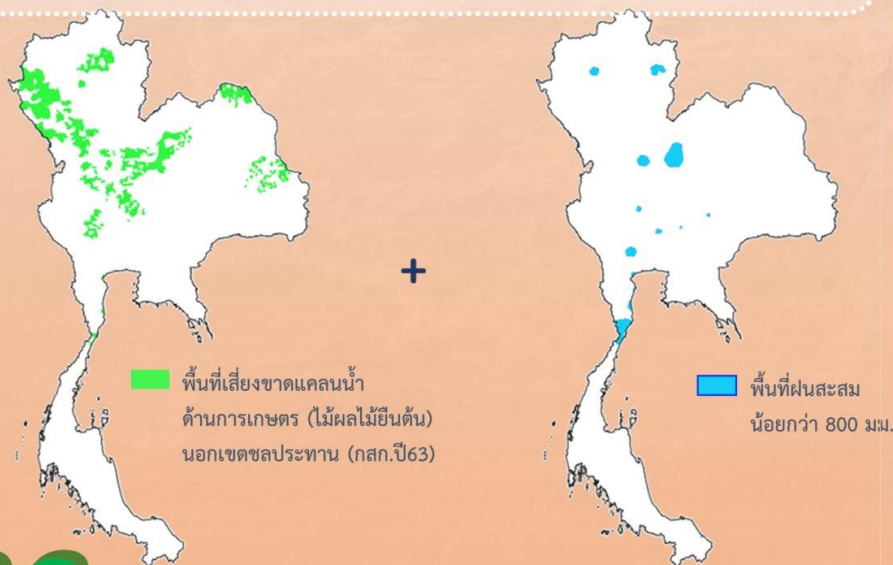 +
พื้นที่เสี่ยงขาดแคลนน้ำ
ด้านการเกษตร (ไม้ผลไม้ยืนต้น)
นอกเขตชลประทาน (กสก.ปี63)
พื้นที่ฝนสะสม
น้อยกว่า 800 มม.